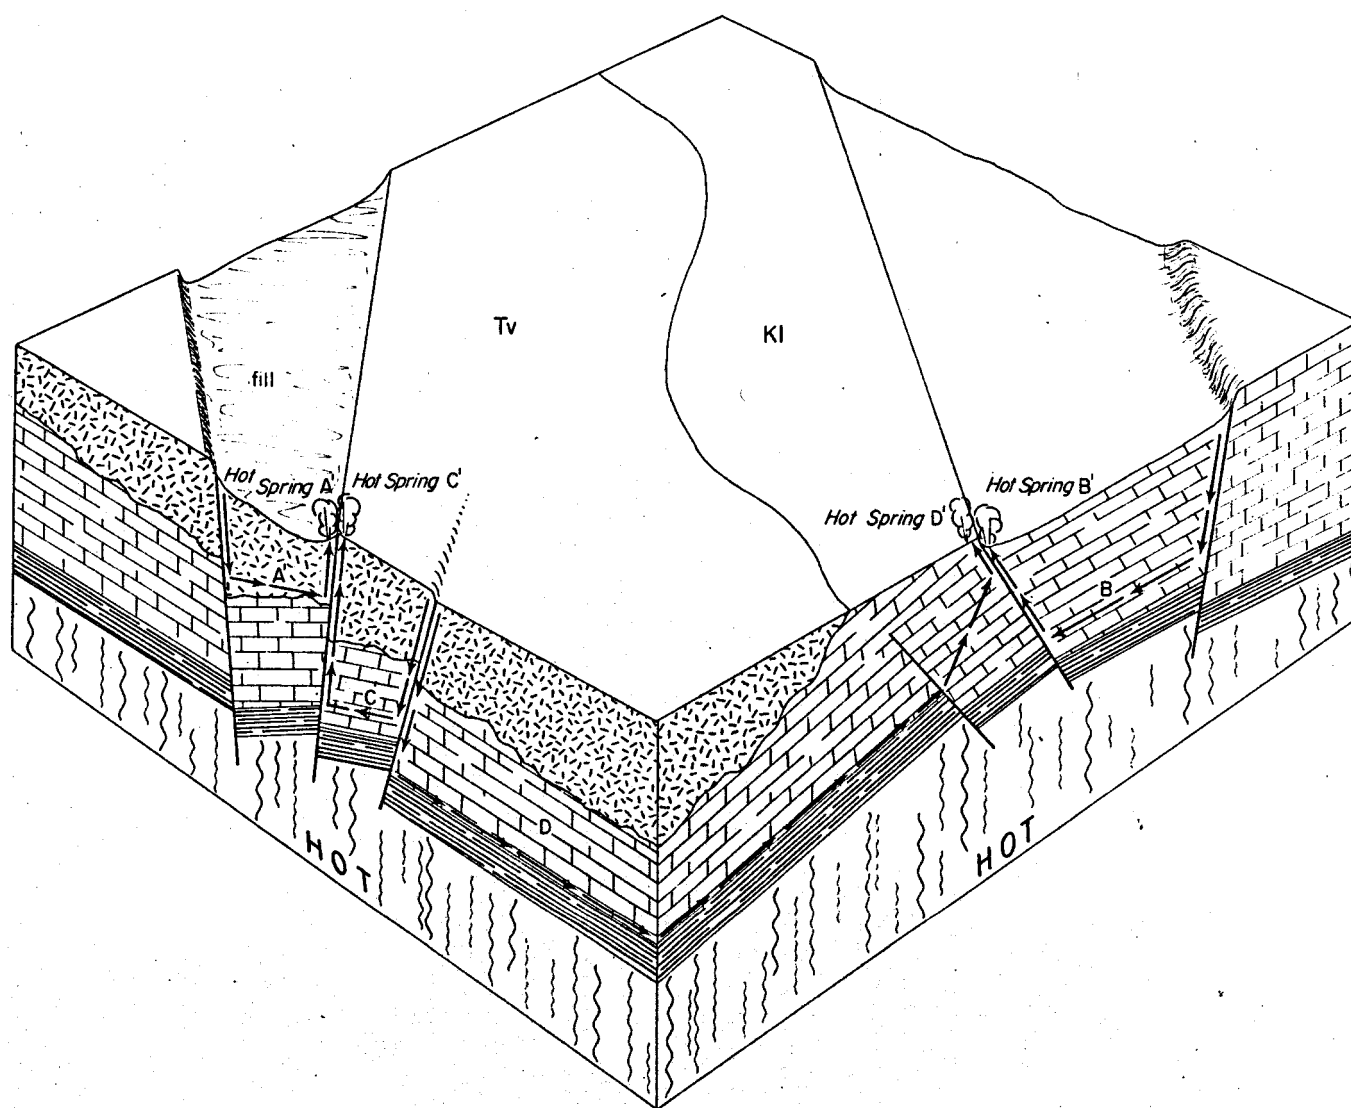 Tv
Kl
fill
Hot
Spring A'
Hot Spring C'
Hot Spring B'
Hot Spring D'
A
B
C
D
HOT
HOT